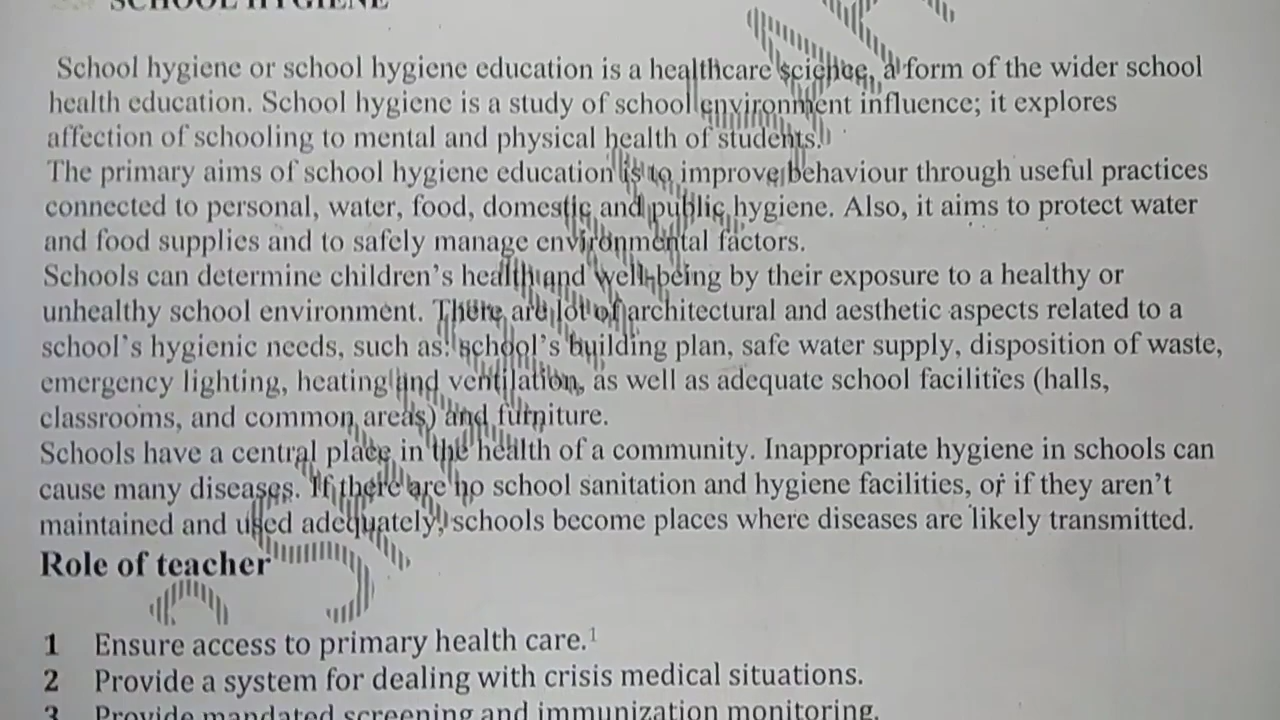 SCHOOL HYGIENE
School hygiene or school hygiene education is a healthcare science, a form of the wider school
health education. School hygiene is a study of school environment influence; it explores
affection of schooling to mental and physical health of students.
The primary aims of school hygiene education is to improve behaviour through useful practices
connected to personal, water, food, domestic and public hygiene. Also, it aims to protect water
and food supplies and to safely manage environmental factors.
Schools can determine children's health and well-being by their exposure to a healthy or
unhealthy school environment. There are lot of architectural and aesthetic aspects related to a
school's hygienic needs, such as: school's building plan, safe water supply, disposition of waste,
emergency lighting, heating and ventilation, as well as adequate school facilities (halls,
classrooms, and common areas) and furniture.
Schools have a central place in the health of a community. Inappropriate hygiene in schools can
cause many diseases. If there are no school sanitation and hygiene facilities, or if they aren't
maintained and used adequately, schools become places where diseases are likely transmitted.
Role of teacher
1 Ensure access to primary health care.1
2 Provide a system for dealing with crisis medical situations.
3 Provide mandated screening and immunization monitoring.